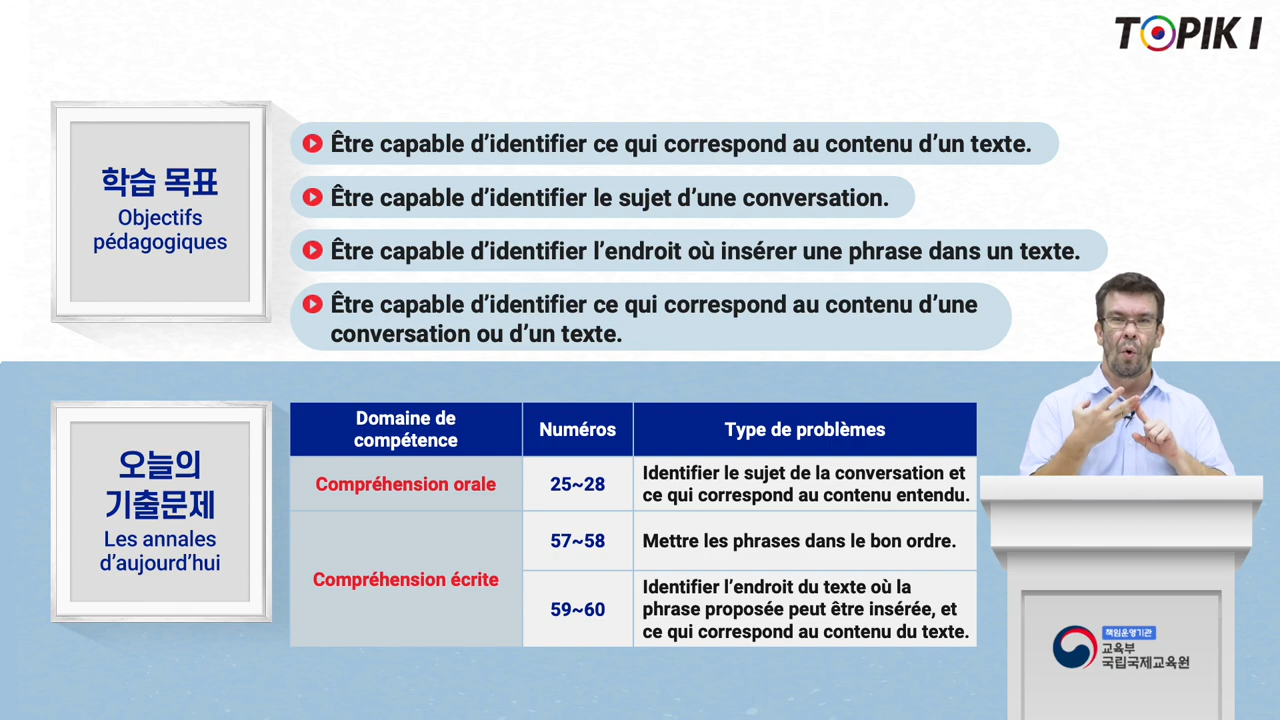 TOPIK I
학습 목표
Objectifs
pédagogiques
Être capable d’identifier ce qui correspond au contenu d’un texte.
Être capable d’identifier le sujet d’une conversation.
Être capable d’identifier l’endroit où insérer une phrase dans un texte.
Être capable d’identifier ce qui correspond au contenu d’une
conversation ou d’un texte.
오늘의
기출문제
Les annales
d’aujourd’hui
Domaine de
compétence
Numéros
Type de problèmes
Compréhension orale
25~28
Identifier le sujet de la conversation et
ce qui correspond au contenu entendu.
Compréhension écrite
57~58
Mettre les phrases dans le bon ordre.
59~60
Identifier l’endroit du texte où la
phrase proposée peut être insérée, et
ce qui correspond au contenu du texte.
책임운영기관
교육부
국립국제교육원